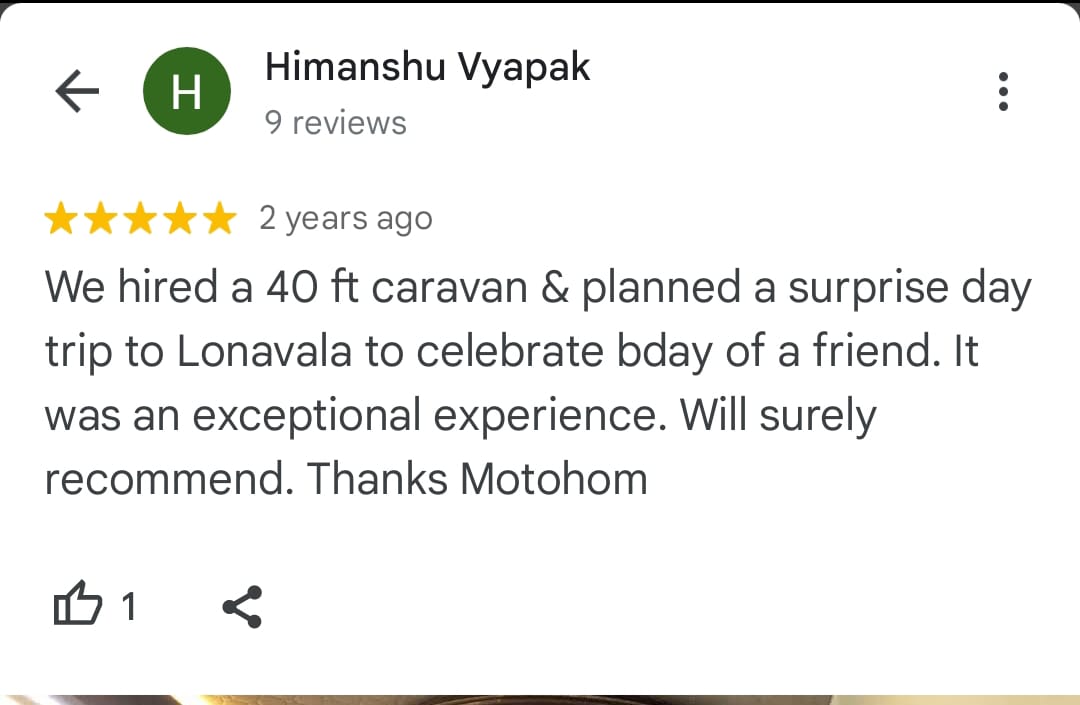 H
Himanshu Vyapak
9 reviews
2 years ago
We hired a 40 ft caravan & planned a surprise day
trip to Lonavala to celebrate bday of a friend. It
was an exceptional experience. Will surely
recommend. Thanks Motohom
1